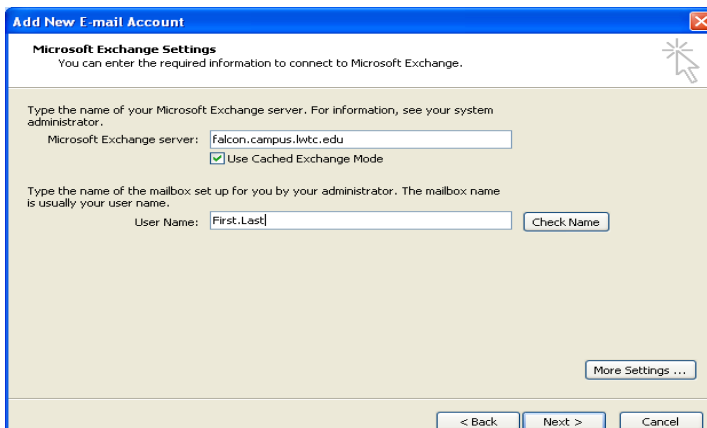 Add New E-mail Account
Microsoft Exchange Settings
You can enter the required information to connect to Microsoft Exchange.
Type the name of your Microsoft Exchange server. For information, see your system
administrator.
Microsoft Exchange server: falcon.campus.lwtc.edu
Use Cached Exchange Mode
Type the name of the mailbox set up for you by your administrator. The mailbox name
is usually your user name.
User Name: First.Last Check Name
More Settings ...
< Back Next > Cancel